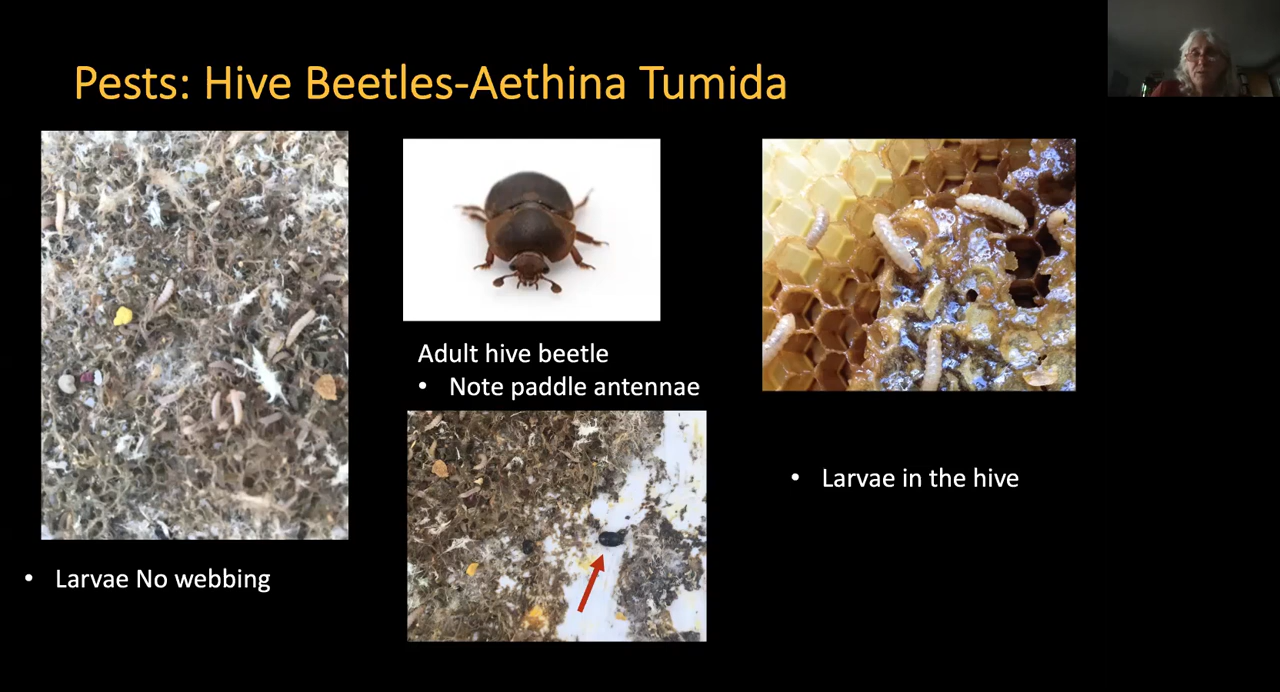 Pests: Hive Beetles-Aethina Tumida
Adult hive beetle
• Note paddle antennae
• Larvae in the hive
• Larvae No webbing